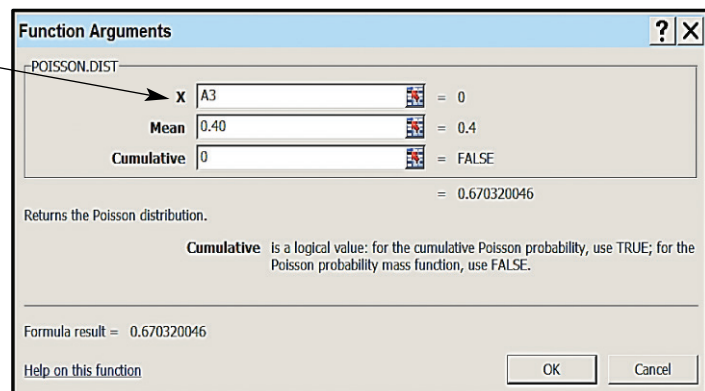 Function Arguments ? X
POISSON.DIST
X A3 = 0
Mean 0.40 = 0.4
Cumulative 0 = FALSE
= 0.670320046
Returns the Poisson distribution.
Cumulative is a logical value: for the cumulative Poisson probability, use TRUE; for the
Poisson probability mass function, use FALSE.
Formula result = 0.670320046
Help on this function OK Cancel